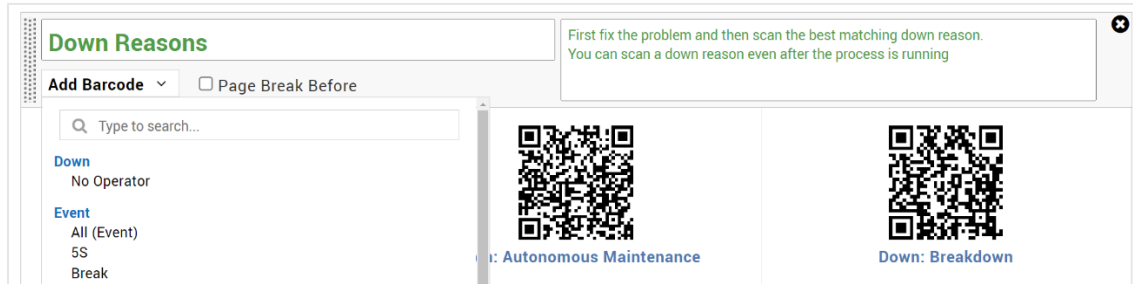 Down Reasons
First fix the problem and then scan the best matching down reason.
You can scan a down reason even after the process is running
Add Barcode
Page Break Before
Type to search...
Down
No Operator
Event
All (Event)
5S
Break
: Autonomous Maintenance
Down: Breakdown